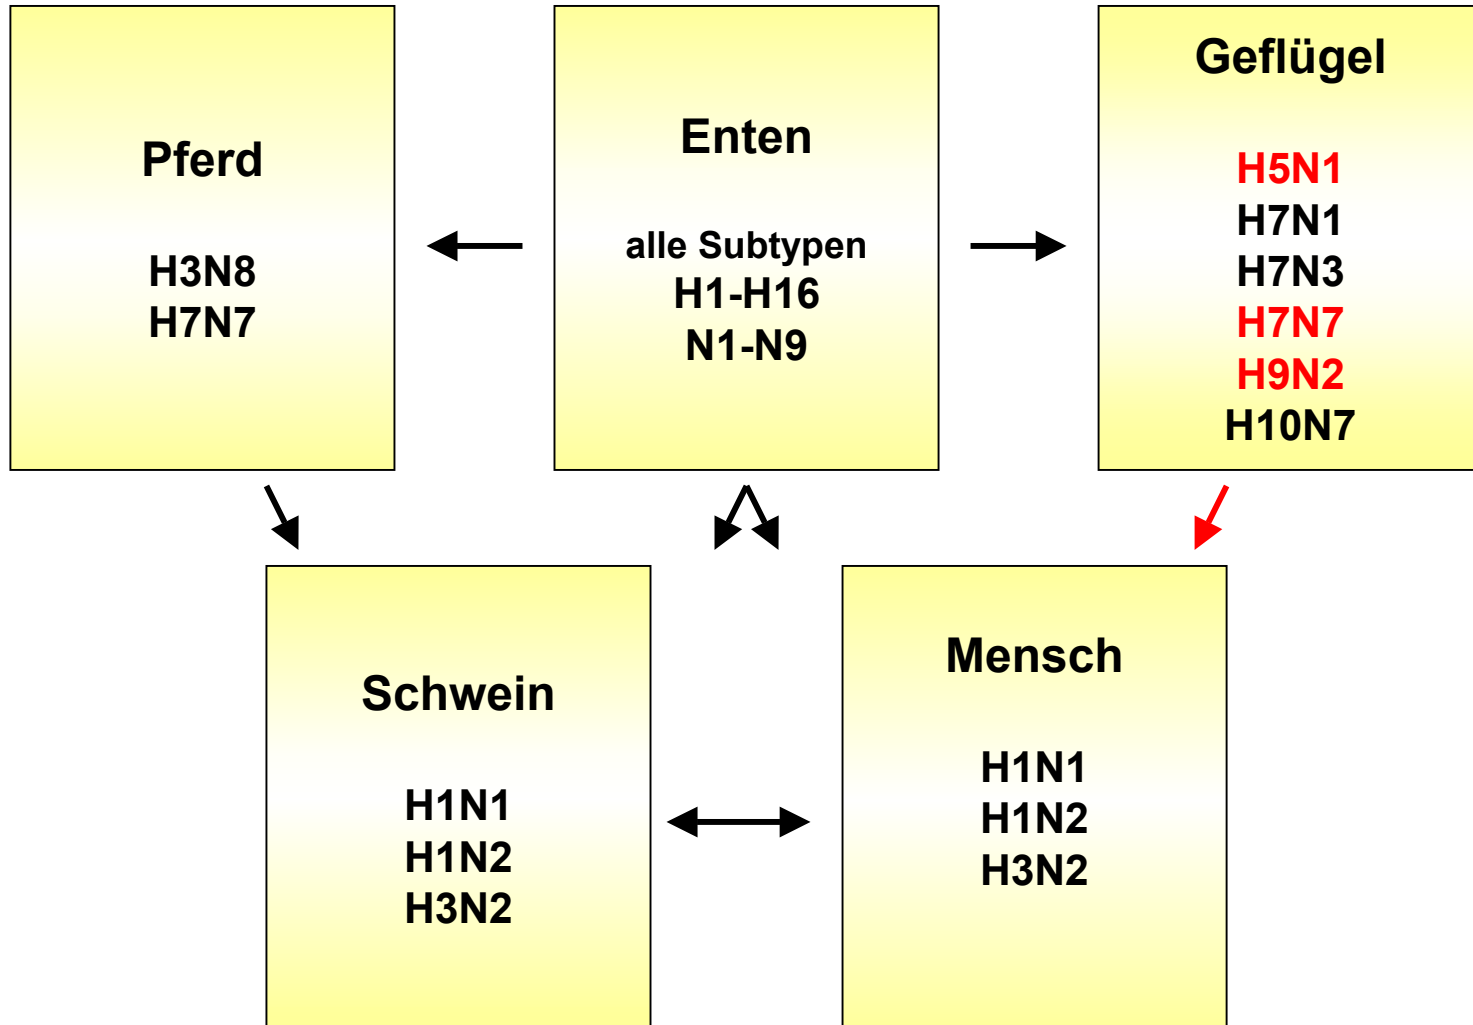 Pferd
H3N8
H7N7
Enten
alle Subtypen
H1-H16
N1-N9
Geflügel
H5N1
H7N1
H7N3
H7N7
H9N2
H10N7
Schwein
H1N1
H1N2
H3N2
Mensch
H1N1
H1N2
H3N2